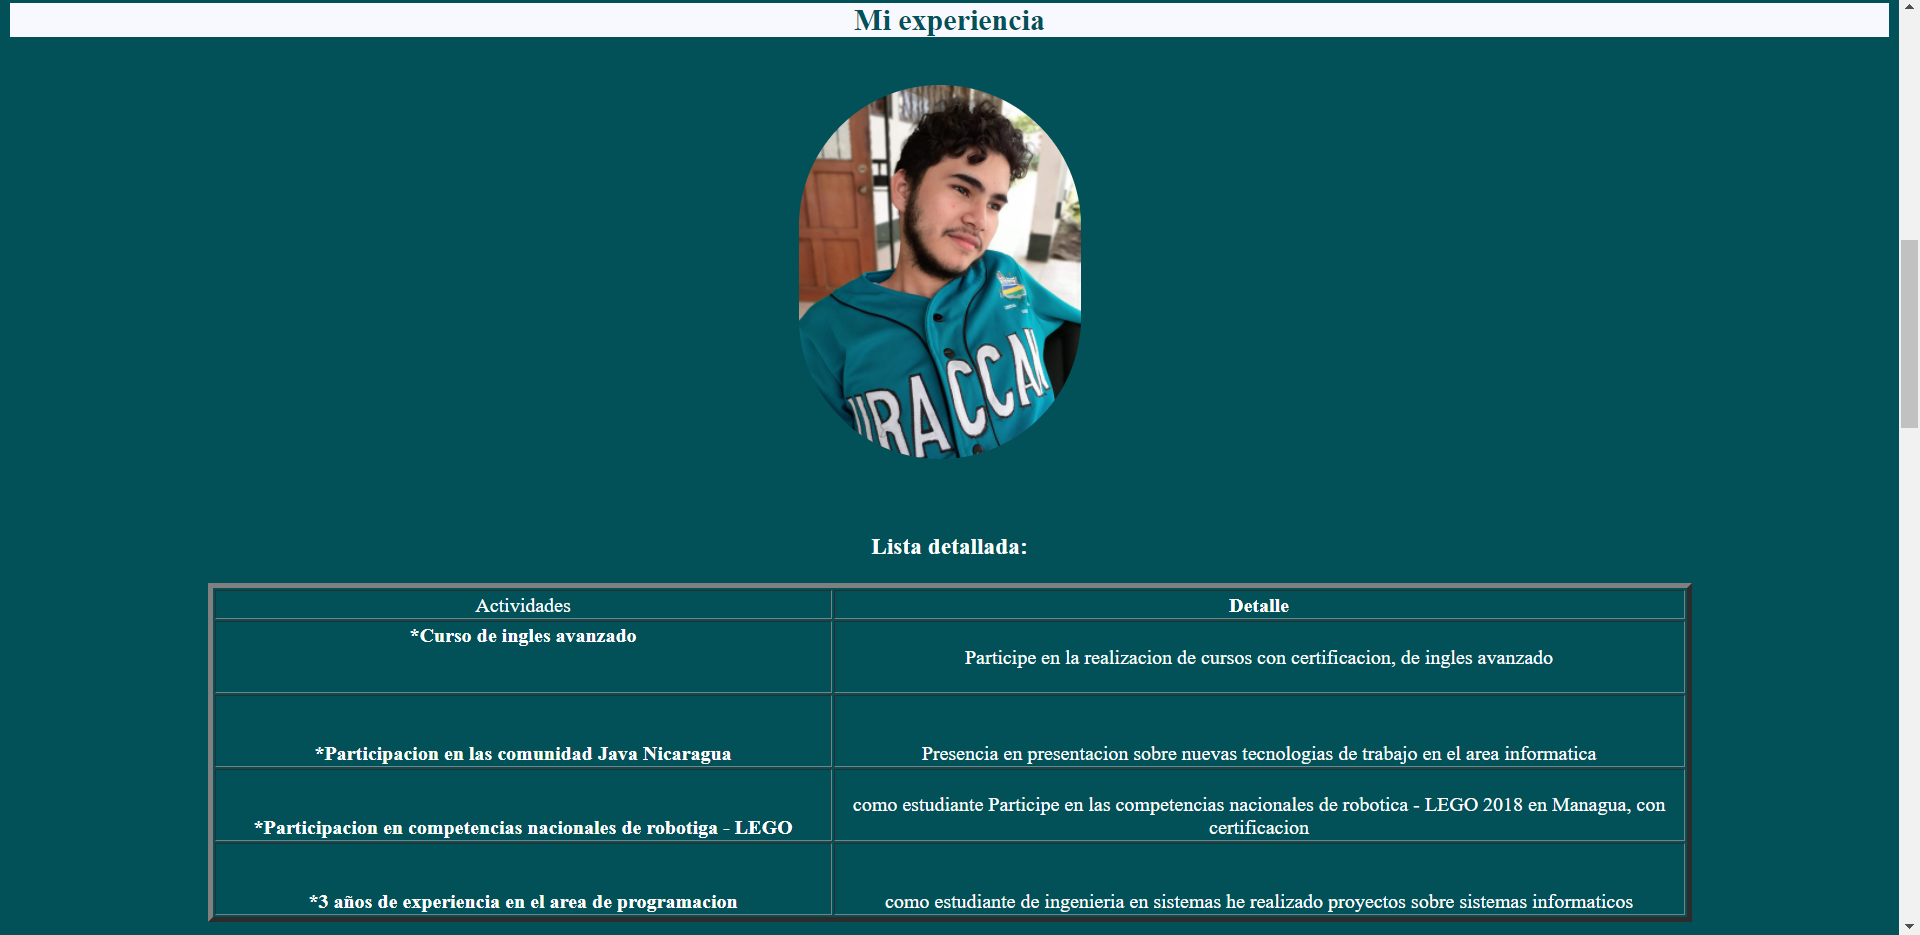 Mi experiencia
URACCAN
Lista detallada:
Actividades
Detalle
*Curso de ingles avanzado
Participe en la realizacion de cursos con certificacion, de ingles avanzado
*Participacion en las comunidad Java Nicaragua
Presencia en presentacion sobre nuevas tecnologias de trabajo en el area informatica
*Participacion en competencias nacionales de robotiga - LEGO
como estudiante Participe en las competencias nacionales de robotica - LEGO 2018 en Managua, con
certificacion
*3 años de experiencia en el area de programacion
como estudiante de ingenieria en sistemas he realizado proyectos sobre sistemas informaticos